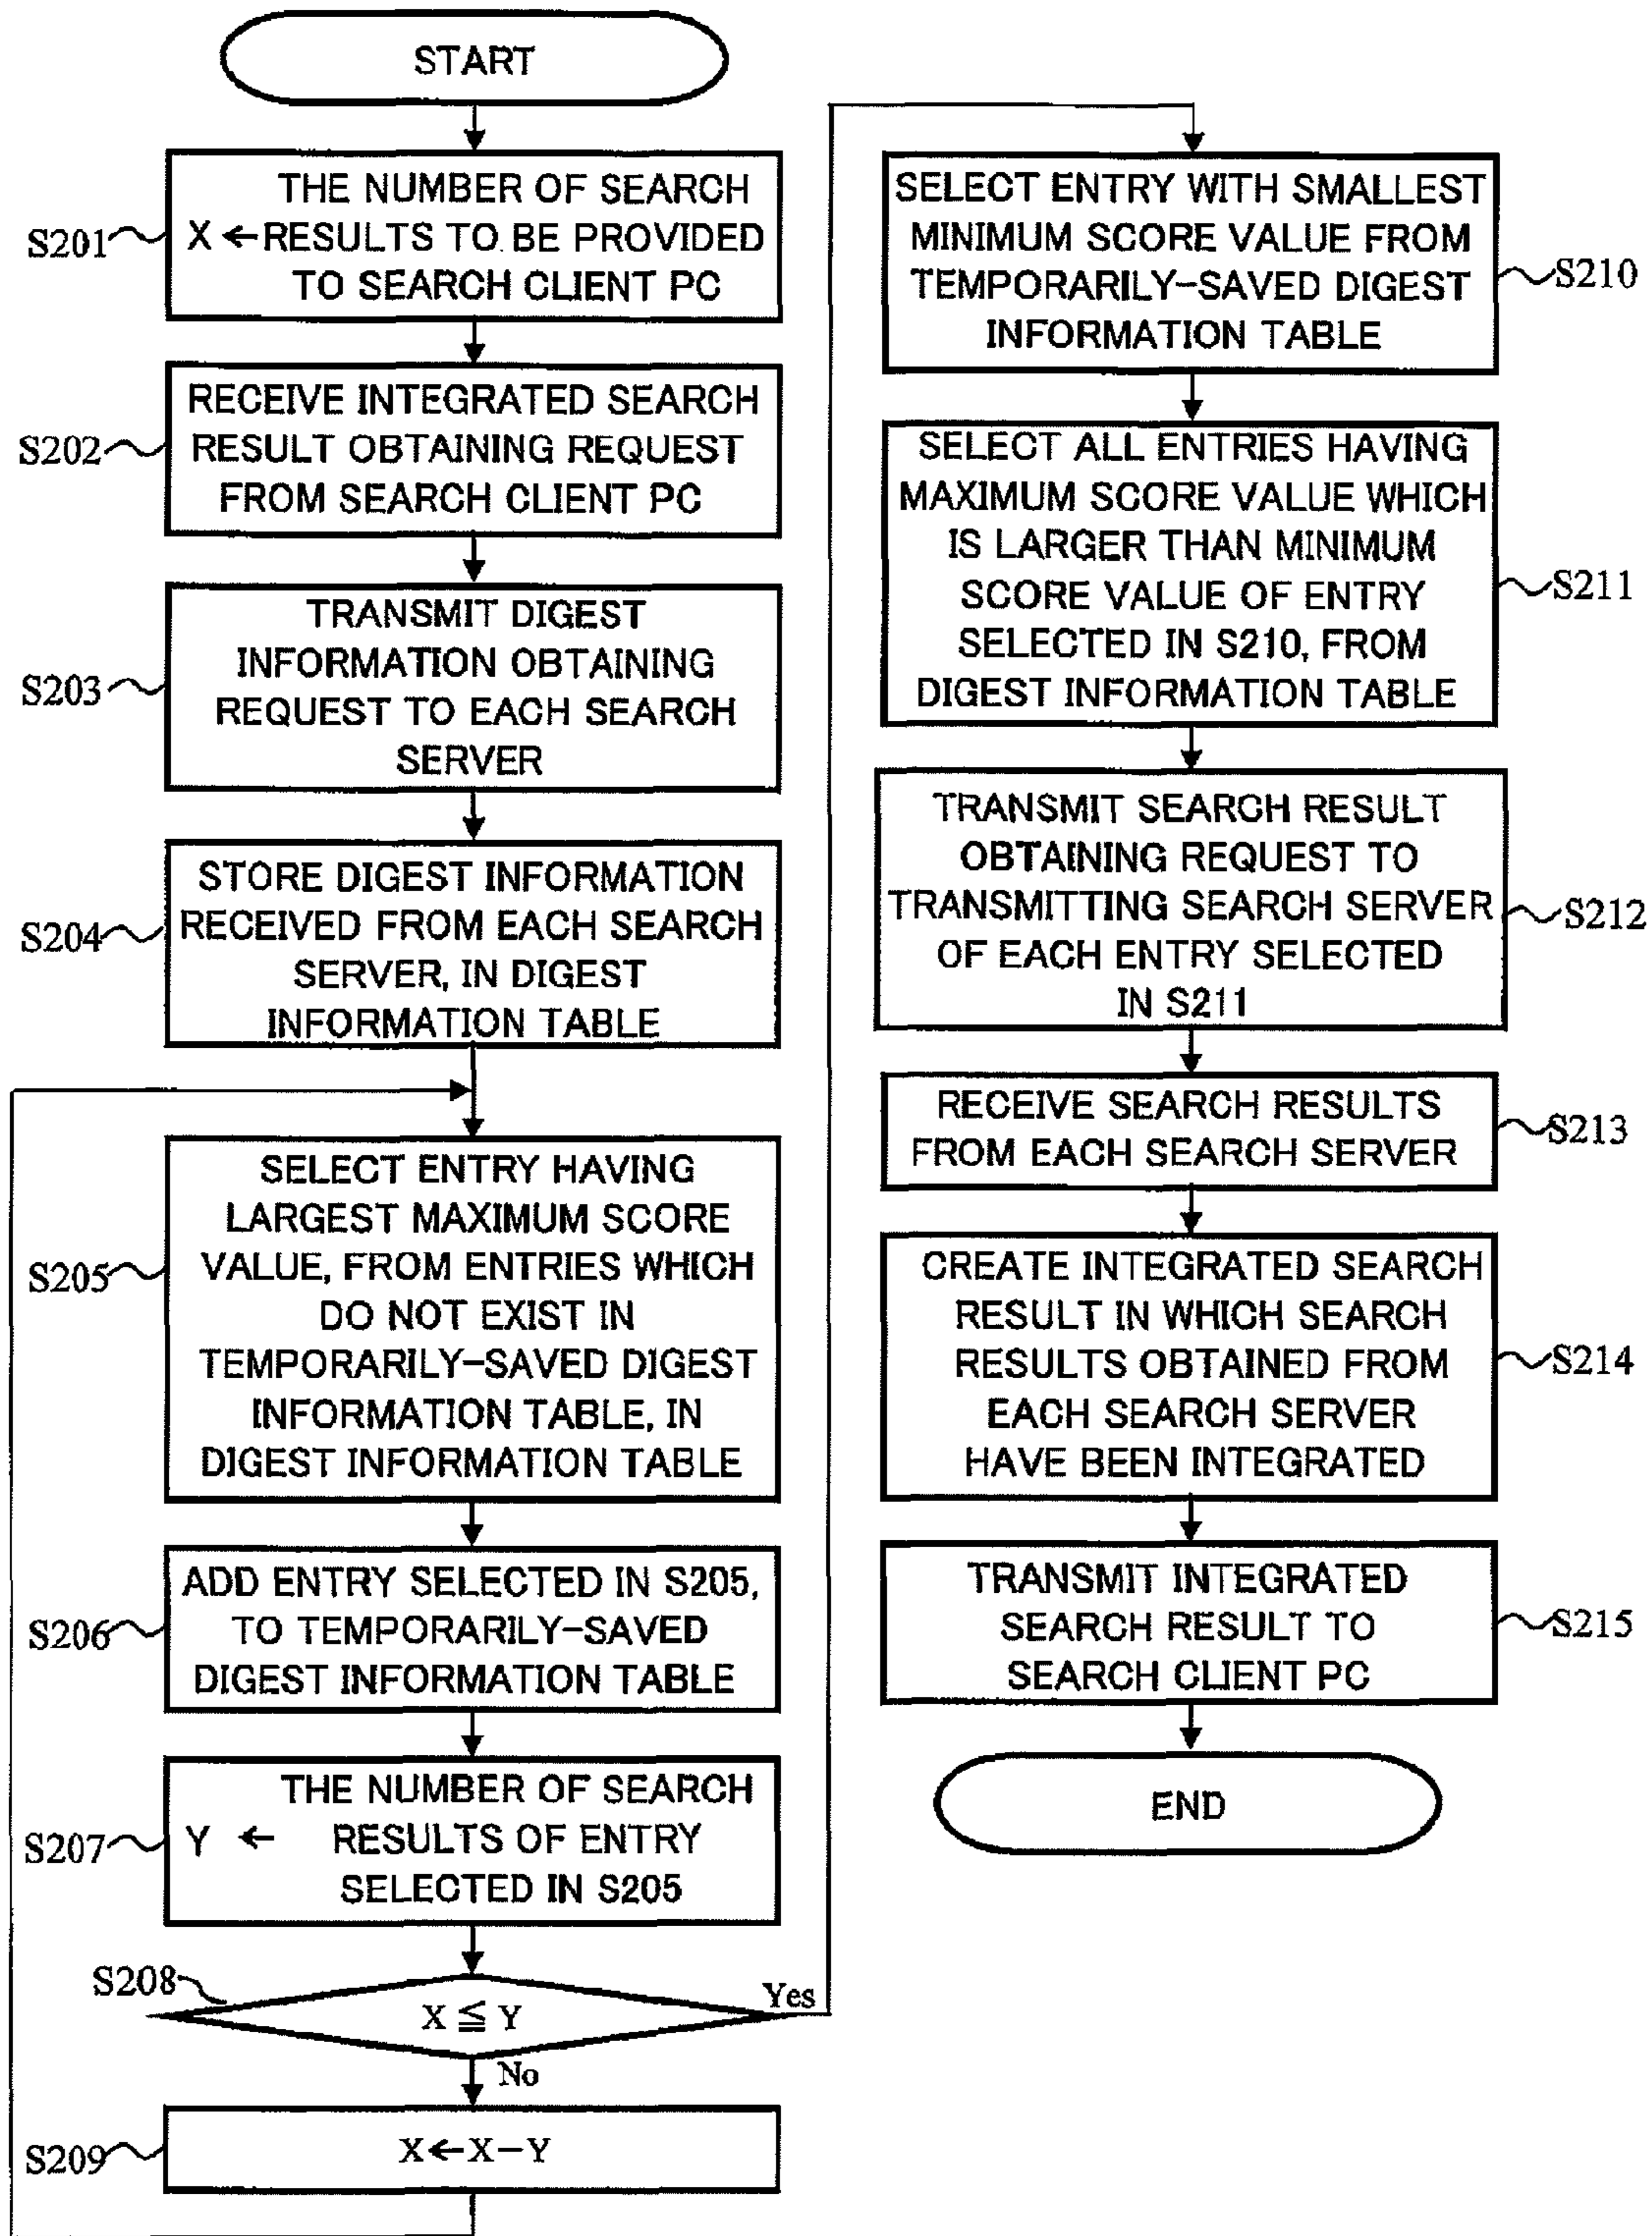 START
S201
THE NUMBER OF SEARCH
X ← RESULTS TO BE PROVIDED
TO SEARCH CLIENT PC
S202
RECEIVE INTEGRATED SEARCH
RESULT OBTAINING REQUEST
FROM SEARCH CLIENT PC
S203
TRANSMIT DIGEST
INFORMATION OBTAINING
REQUEST TO EACH SEARCH
SERVER
S204
STORE DIGEST INFORMATION
RECEIVED FROM EACH SEARCH
SERVER, IN DIGEST
INFORMATION TABLE
S205
SELECT ENTRY HAVING
LARGEST MAXIMUM SCORE
VALUE, FROM ENTRIES WHICH
DO NOT EXIST IN
TEMPORARILY-SAVED DIGEST
INFORMATION TABLE, IN
DIGEST INFORMATION TABLE
S206
ADD ENTRY SELECTED IN S205,
TO TEMPORARILY-SAVED
DIGEST INFORMATION TABLE
S207
THE NUMBER OF SEARCH
Y ← RESULTS OF ENTRY
SELECTED IN S205
S208
X ≦ Y
Yes
No
S209
X←X−Y
SELECT ENTRY WITH SMALLEST
MINIMUM SCORE VALUE FROM
TEMPORARILY-SAVED DIGEST
INFORMATION TABLE
S210
SELECT ALL ENTRIES HAVING
MAXIMUM SCORE VALUE WHICH
IS LARGER THAN MINIMUM
SCORE VALUE OF ENTRY
SELECTED IN S210, FROM
DIGEST INFORMATION TABLE
S211
TRANSMIT SEARCH RESULT
OBTAINING REQUEST TO
TRANSMITTING SEARCH SERVER
OF EACH ENTRY SELECTED
IN S211
S212
RECEIVE SEARCH RESULTS
FROM EACH SEARCH SERVER
S213
CREATE INTEGRATED SEARCH
RESULT IN WHICH SEARCH
RESULTS OBTAINED FROM
EACH SEARCH SERVER
HAVE BEEN INTEGRATED
S214
TRANSMIT INTEGRATED
SEARCH RESULT TO
SEARCH CLIENT PC
S215
END